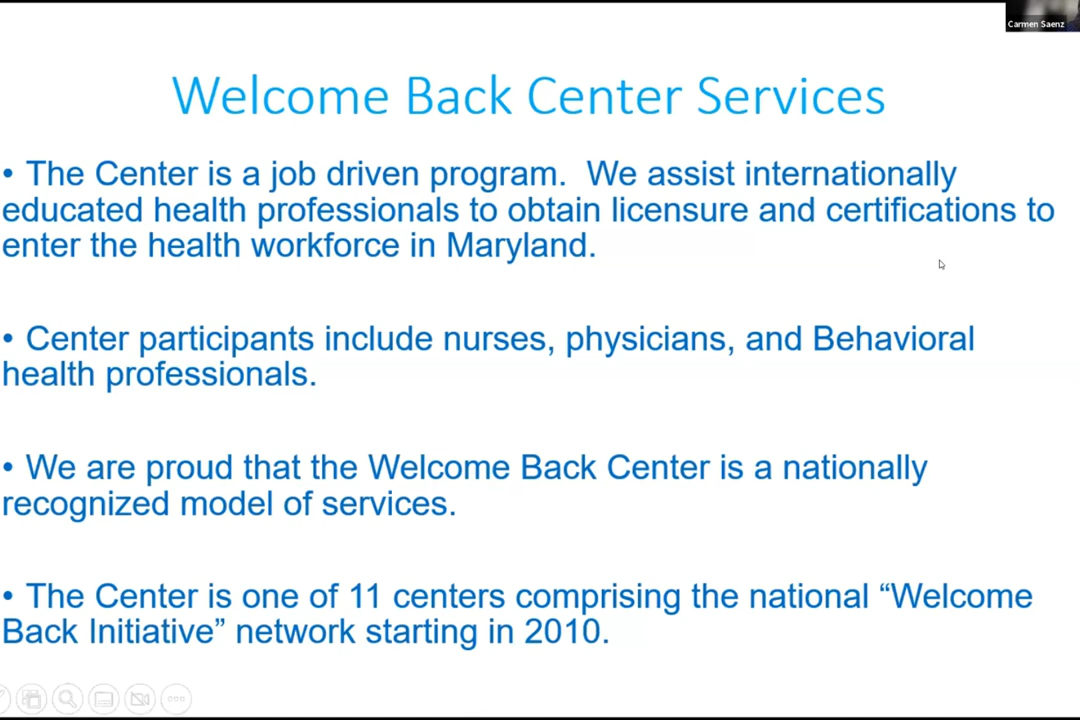 Carmen Saenz
Welcome Back Center Services
• The Center is a job driven program.  We assist internationally
educated health professionals to obtain licensure and certifications to
enter the health workforce in Maryland.
• Center participants include nurses, physicians, and Behavioral
health professionals.
• We are proud that the Welcome Back Center is a nationally
recognized model of services.
• The Center is one of 11 centers comprising the national “Welcome
Back Initiative” network starting in 2010.